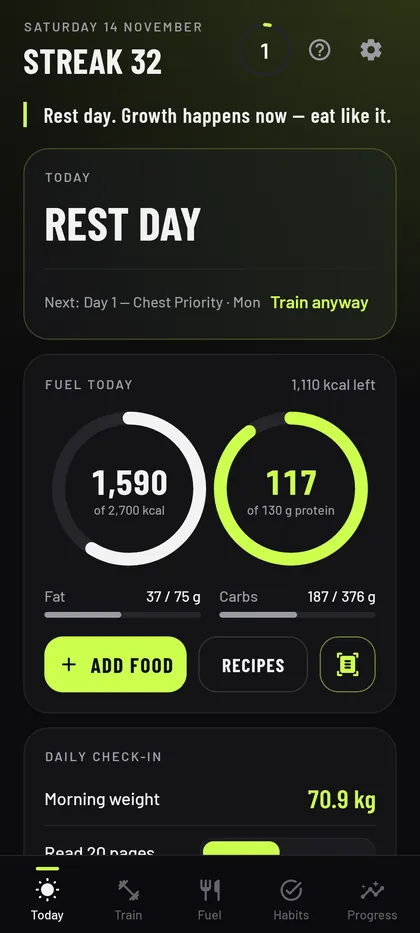 SATURDAY 14 NOVEMBER
STREAK 32
1
Rest day. Growth happens now — eat like it.
TODAY
REST DAY
Next: Day 1 — Chest Priority · Mon Train anyway
FUEL TODAY 1,110 kcal left
1,590
of 2,700 kcal
117
of 130 g protein
Fat 37 / 75 g
Carbs 187 / 376 g
+ ADD FOOD
RECIPES
DAILY CHECK-IN
Morning weight 70.9 kg
Read 20 pages
Today Train Fuel Habits Progress